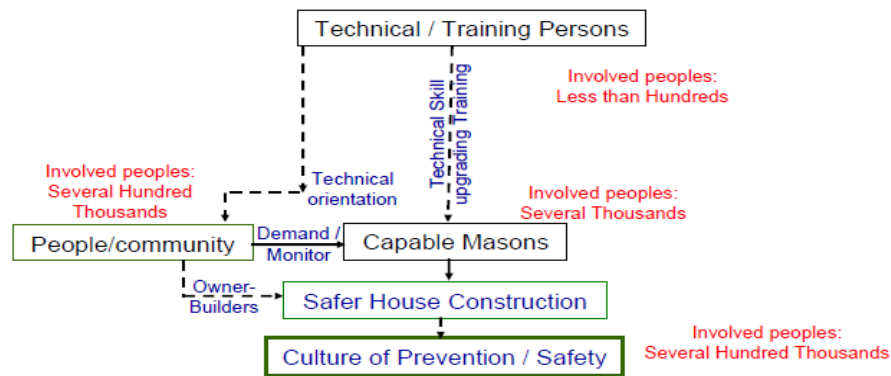 Technical / Training Persons
Involved peoples:
Less than Hundreds
Technical Skill
upgrading Training
Technical
orientation
Involved peoples:
Several Hundred
Thousands
Involved peoples:
Several Thousands
People/community
Demand /
Monitor
Capable Masons
Owner-
Builders
Safer House Construction
Culture of Prevention / Safety
Involved peoples:
Several Hundred Thousands